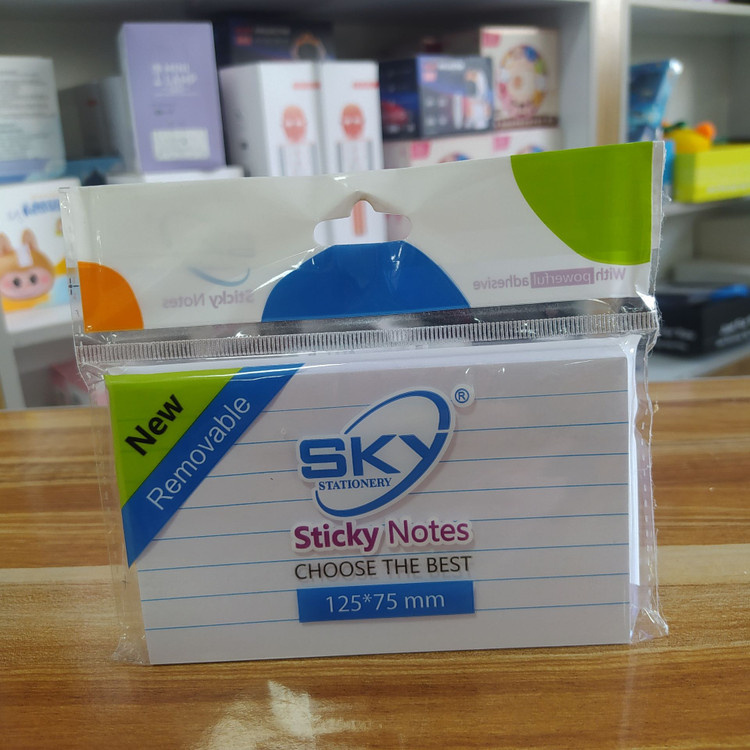 With powerful adhesive
Sticky Notes
New
Removable
SKY
®
STATIONERY
Sticky Notes
CHOOSE THE BEST
125*75 mm